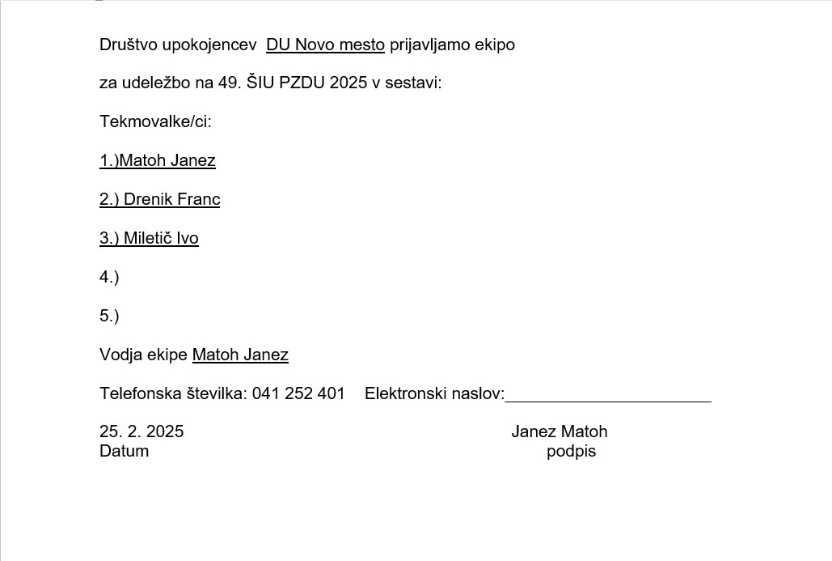 Društvo upokojencev  DU Novo mesto prijavljamo ekipo
za udeležbo na 49. ŠIU PZDU 2025 v sestavi:
Tekmovalke/ci:
1.)Matoh Janez
2.) Drenik Franc
3.) Miletič Ivo
4.)
5.)
Vodja ekipe Matoh Janez
Telefonska številka: 041 252 401    Elektronski naslov:______________________
25. 2. 2025    Janez Matoh
Datum    podpis